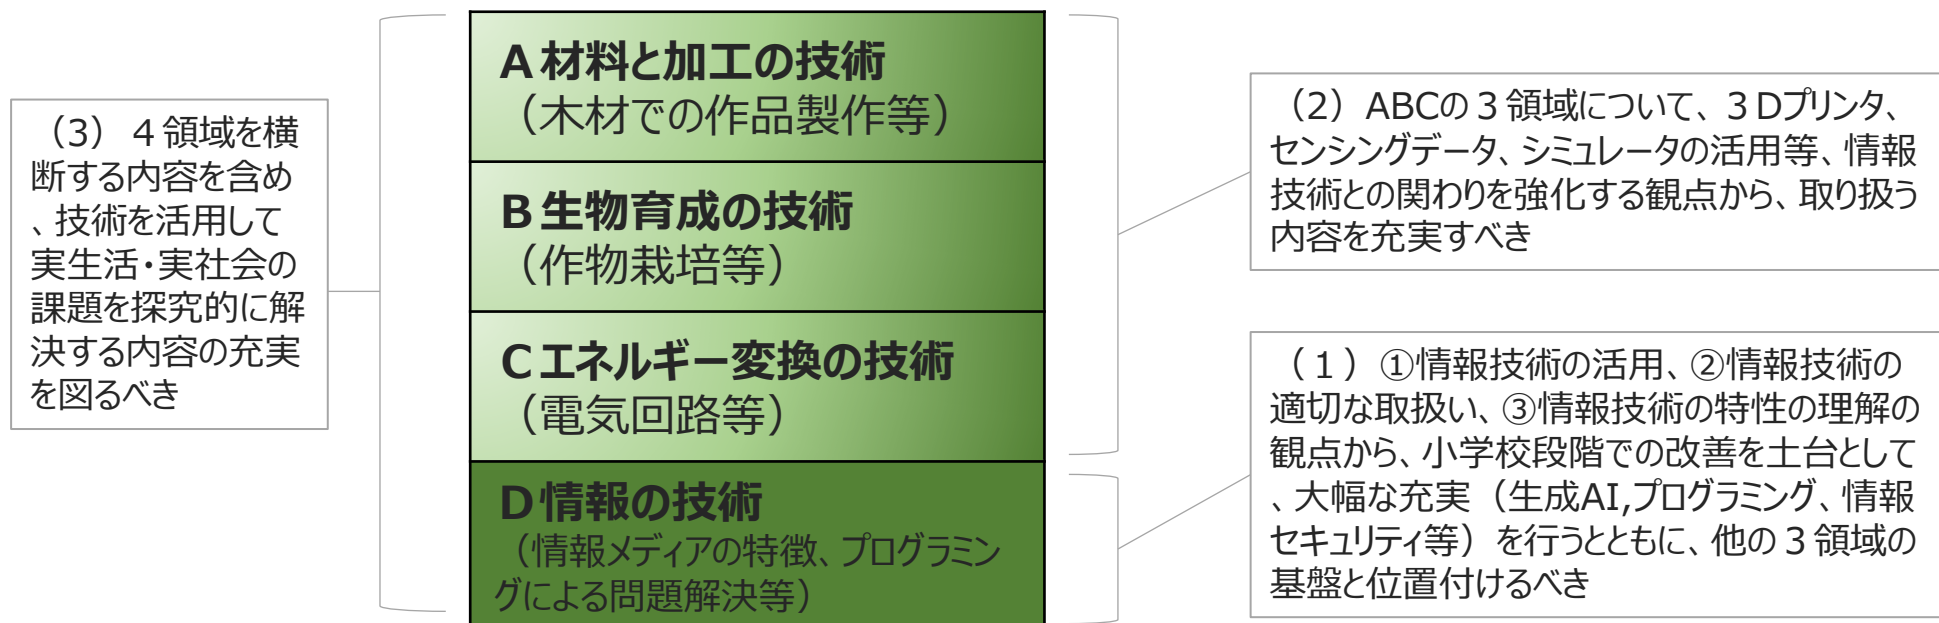 （3）４領域を横
断する内容を含め
、技術を活用して
実生活・実社会の
課題を探究的に解
決する内容の充実
を図るべき
A 材料と加工の技術
（木材での作品製作等）
B 生物育成の技術
（作物栽培等）
C エネルギー変換の技術
（電気回路等）
D 情報の技術
（情報メディアの特徴、プログラミン
グによる問題解決等）
（2）ABCの３領域について、３Dプリンタ、
センシングデータ、シミュレータの活用等、情報
技術との関わりを強化する観点から、取り扱う
内容を充実すべき
（１）①情報技術の活用、②情報技術の
適切な取扱い、③情報技術の特性の理解の
観点から、小学校段階での改善を土台として
、大幅な充実（生成AI,プログラミング、情報
セキュリティ等）を行うとともに、他の３領域の
基盤と位置付けるべき